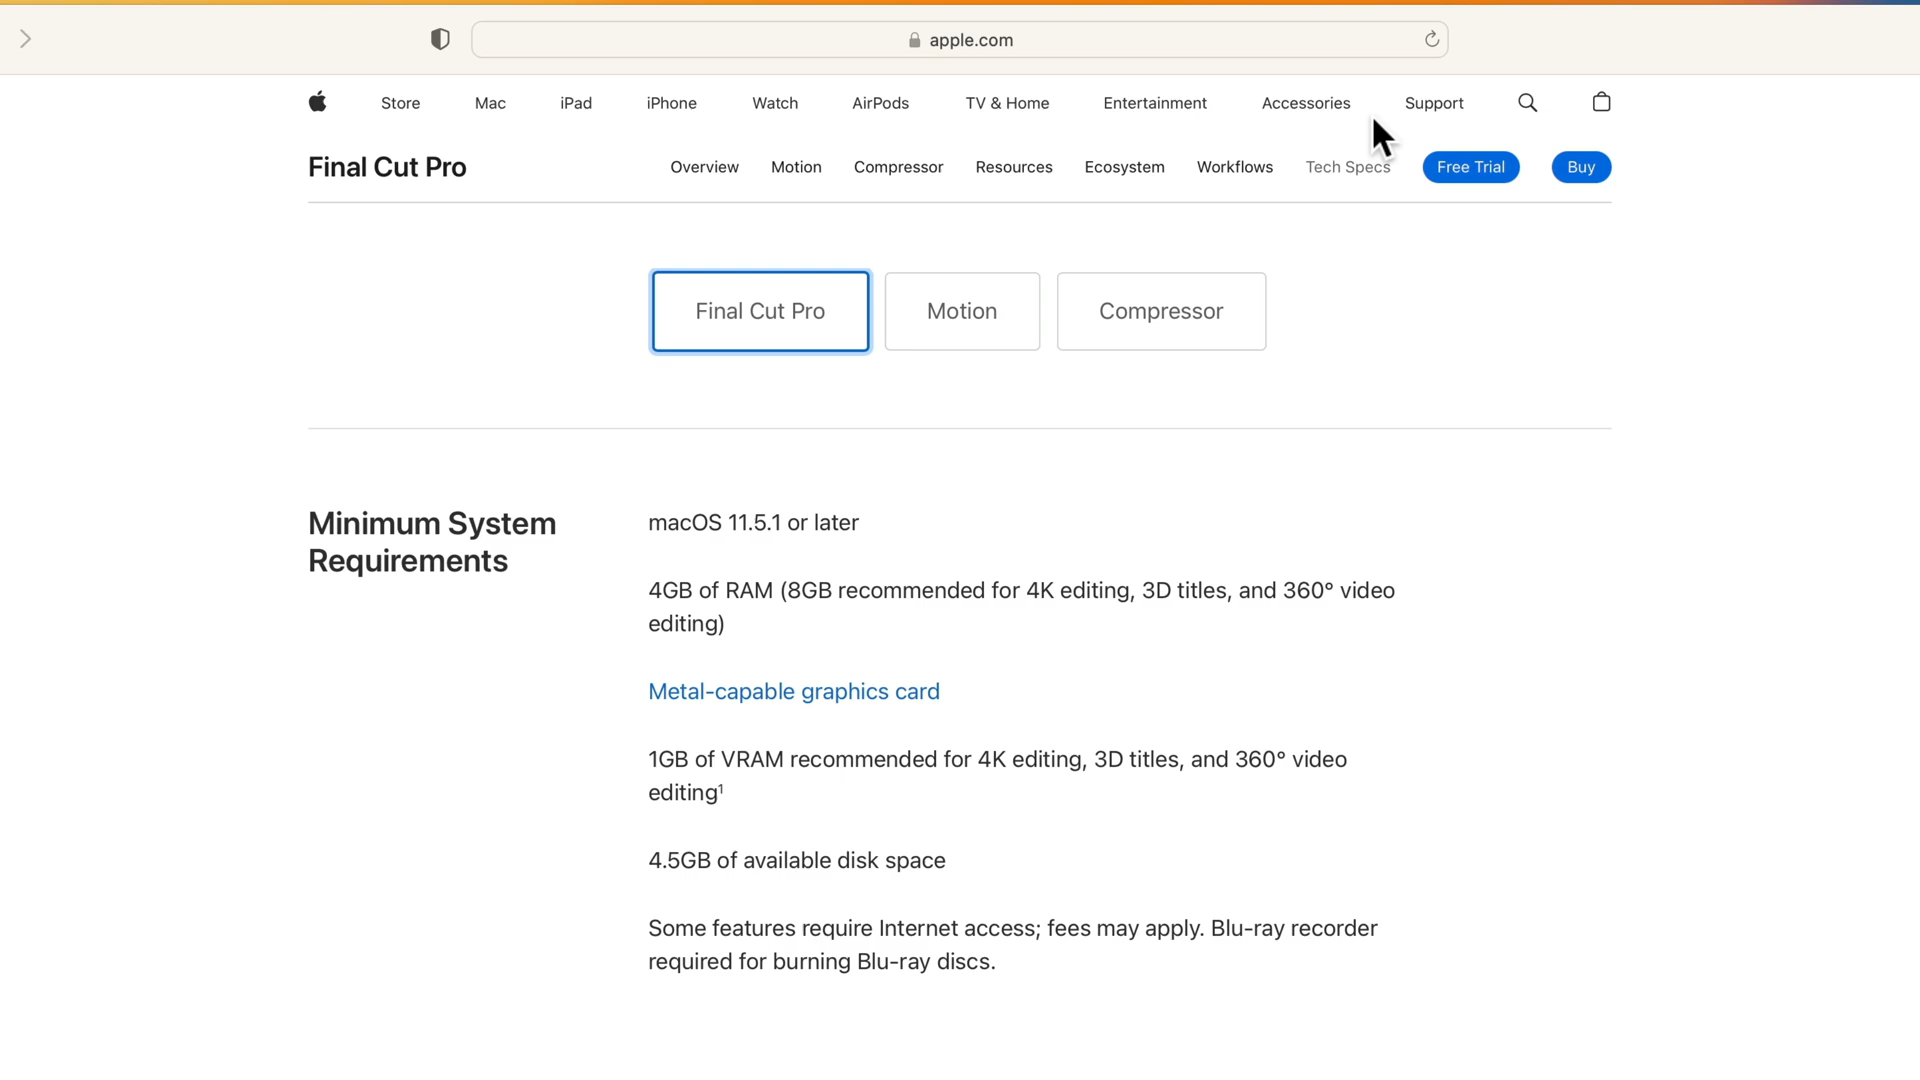 apple.com
Store Mac iPad iPhone Watch AirPods TV & Home Entertainment Accessories Support
Final Cut Pro Overview Motion Compressor Resources Ecosystem Workflows Tech Specs Free Trial Buy
Final Cut Pro Motion Compressor
Minimum System
Requirements
macOS 11.5.1 or later
4GB of RAM (8GB recommended for 4K editing, 3D titles, and 360° video
editing)
Metal-capable graphics card
1GB of VRAM recommended for 4K editing, 3D titles, and 360° video
editing¹
4.5GB of available disk space
Some features require Internet access; fees may apply. Blu-ray recorder
required for burning Blu-ray discs.